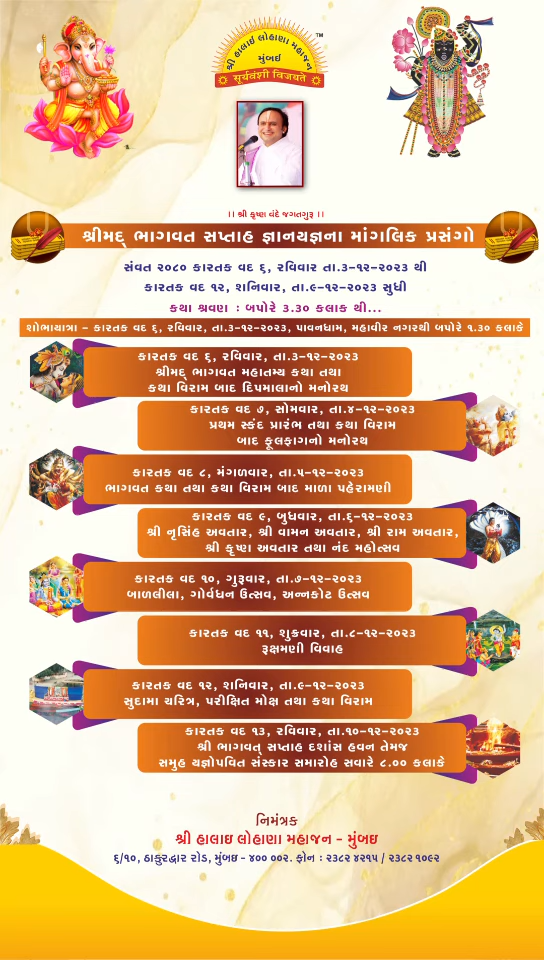 શ્રી હાલાઇ લોહાણા મહાજન
TM
મુંબઈ
સૂર્યવંશી વિજયતે
।। શ્રી કૃષ્ણ વંદે જગતગુરૂ ।।
શ્રીમદ્ ભાગવત સપ્તાહ જ્ઞાનયજ્ઞના માંગલિક પ્રસંગો
સંવત ૨૦૮૦ કારતક વદ ૬, રવિવાર તા.૩-૧૨-૨૦૨૩ થી
કારતક વદ ૧૨, શનિવાર, તા.૯-૧૨-૨૦૨૩ સુધી
કથા શ્રવણ : બપોરે ૩.૩૦ કલાક થી...
શોભાયાત્રા - કારતક વદ ૬, રવિવાર, તા.૩-૧૨-૨૦૨૩, પાવનધામ, મહાવીર નગરથી બપોરે ૧.૩૦ કલાકે
કારતક વદ ૬, રવિવાર, તા.૩-૧૨-૨૦૨૩
શ્રીમદ્ ભાગવત મહાતમ્ય કથા તથા
કથા વિરામ બાદ દિપમાલાનો મનોરથ
કારતક વદ ૭, સોમવાર, તા.૪-૧૨-૨૦૨૩
પ્રથમ સ્કંદ પ્રારંભ તથા કથા વિરામ
બાદ ફૂલફાગનો મનોરથ
કારતક વદ ૮, મંગળવાર, તા.૫-૧૨-૨૦૨૩
ભાગવત કથા તથા કથા વિરામ બાદ માળા પહેરામણી
કારતક વદ ૯, બુધવાર, તા.૬-૧૨-૨૦૨૩
શ્રી નૃસિંહ અવતાર, શ્રી વામન અવતાર, શ્રી રામ અવતાર,
શ્રી કૃષ્ણ અવતાર તથા નંદ મહોત્સવ
કારતક વદ ૧૦, ગુરૂવાર, તા.૭-૧૨-૨૦૨૩
બાળલીલા, ગોર્વધન ઉત્સવ, અન્નકોટ ઉત્સવ
કારતક વદ ૧૧, શુક્રવાર, તા.૮-૧૨-૨૦૨૩
રૂક્ષમણી વિવાહ
કારતક વદ ૧૨, શનિવાર, તા.૯-૧૨-૨૦૨૩
સુદામા ચરિત્ર, પરીક્ષિત મોક્ષ તથા કથા વિરામ
કારતક વદ ૧૩, રવિવાર, તા.૧૦-૧૨-૨૦૨૩
શ્રી ભાગવત્ સપ્તાહ દશાંસ હવન તેમજ
સમુહ યજ્ઞોપવિત સંસ્કાર સમારોહ સવારે ૮.૦૦ કલાકે
નિમંત્રક
શ્રી હાલાઇ લોહાણા મહાજન - મુંબઇ
૬/૧૦, ઠાકુરદ્વાર રોડ, મુંબઇ - ૪૦૦ ૦૦૨. ફોન : ૨૩૮૨ ૪૨૧૫ / ૨૩૮૨ ૧૦૯૨